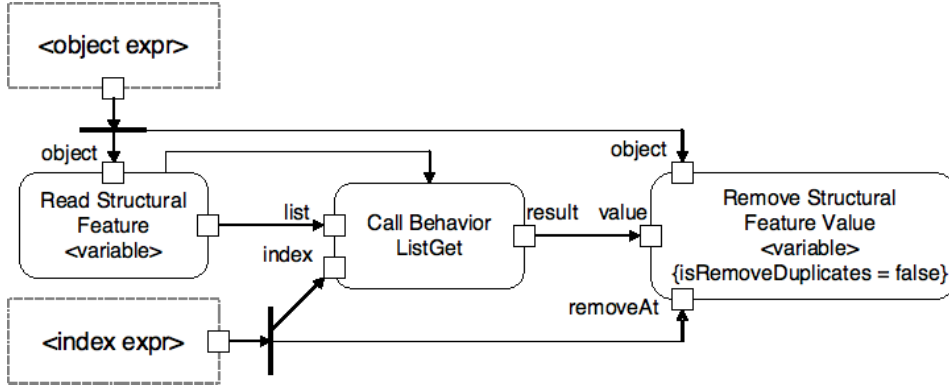 <object expr>
object
object
Read Structural
Feature
<variable>
list
index
Call Behavior
ListGet
result
value
Remove Structural
Feature Value
<variable>
{isRemoveDuplicates = false}
removeAt
<index expr>